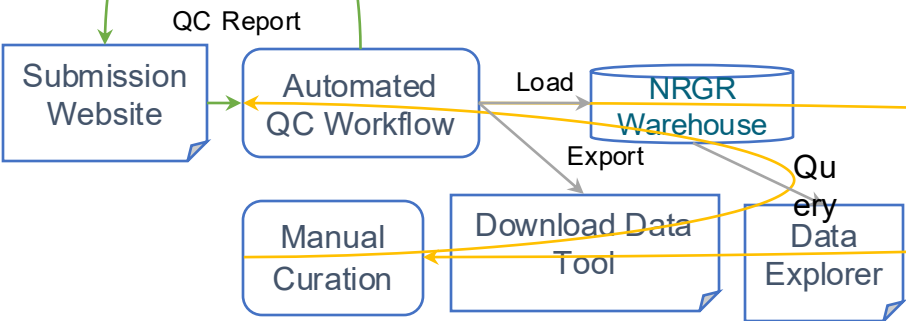 QC Report
Submission
Website
Automated
QC Workflow
Load
NRGR
Warehouse
Export
Qu
ery
Manual
Curation
Download Data
Tool
Data
Explorer